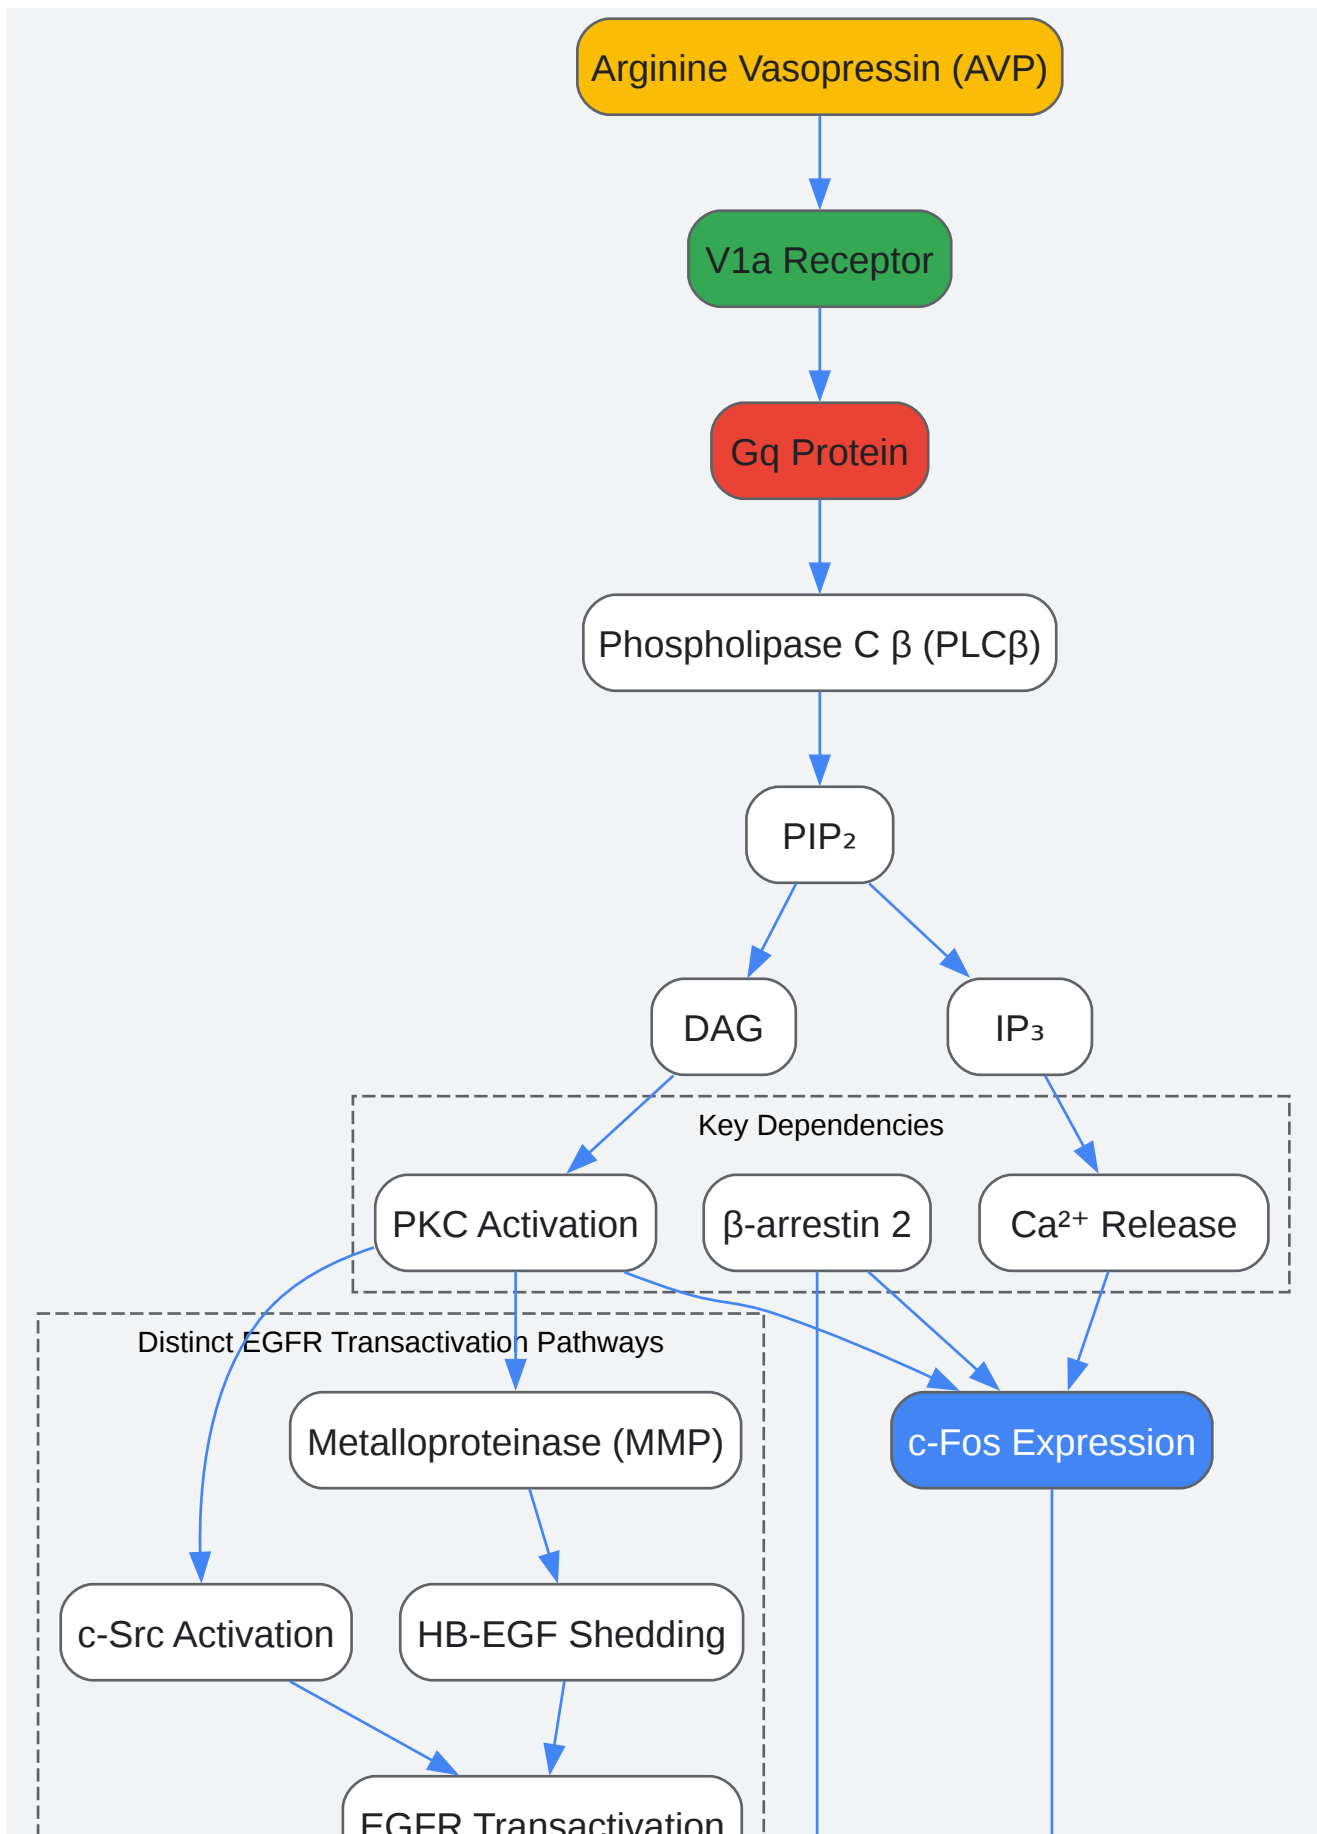 Arginine Vasopressin (AVP)
V1a Receptor
Gq Protein
Phospholipase C β (PLCβ)
PIP₂
DAG
IP₃
Key Dependencies
PKC Activation
β-arrestin 2
Ca²⁺ Release
Distinct EGFR Transactivation Pathways
Metalloproteinase (MMP)
c-Fos Expression
c-Src Activation
HB-EGF Shedding
EGFR Transactivation